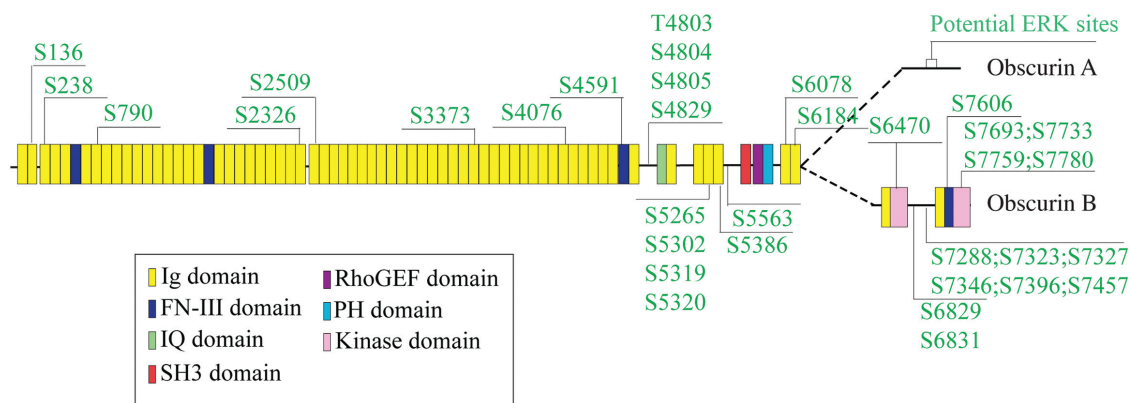 Potential ERK sites
Obscurin A
T4803
S4804
S4805
S4829
S136
S238
S790
S2509
S2326
S3373
S4076
S4591
S6078
S6184
S6470
S7606
S7693;S7733
S7759;S7780
Obscurin B
S5265
S5302
S5319
S5320
S5563
S5386
S7288;S7323;S7327
S7346;S7396;S7457
S6829
S6831
Ig domain
FN-III domain
IQ domain
SH3 domain
RhoGEF domain
PH domain
Kinase domain